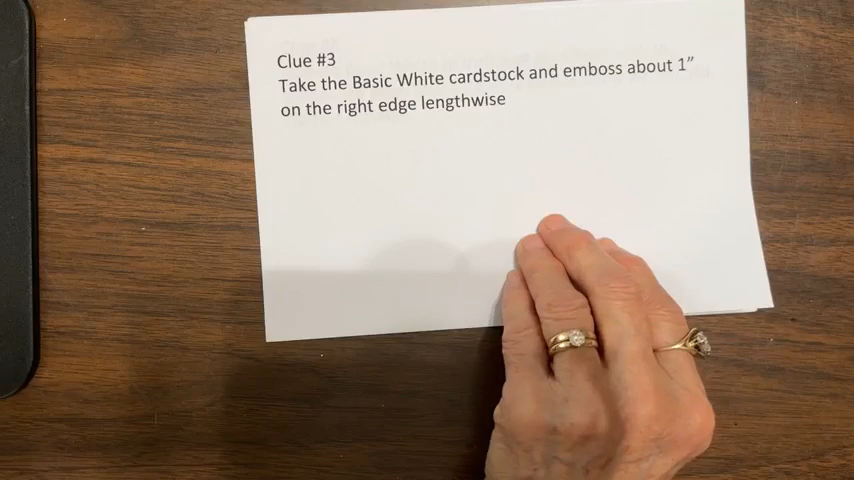 Clue #3
Take the Basic White cardstock and emboss about 1”
on the right edge lengthwise